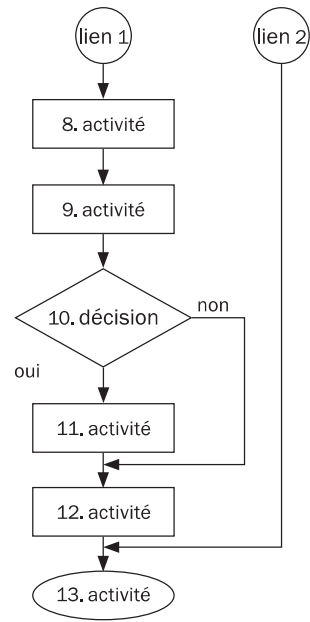 lien 1
lien 2
8. activité
9. activité
10. décision
non
oui
11. activité
12. activité
13. activité